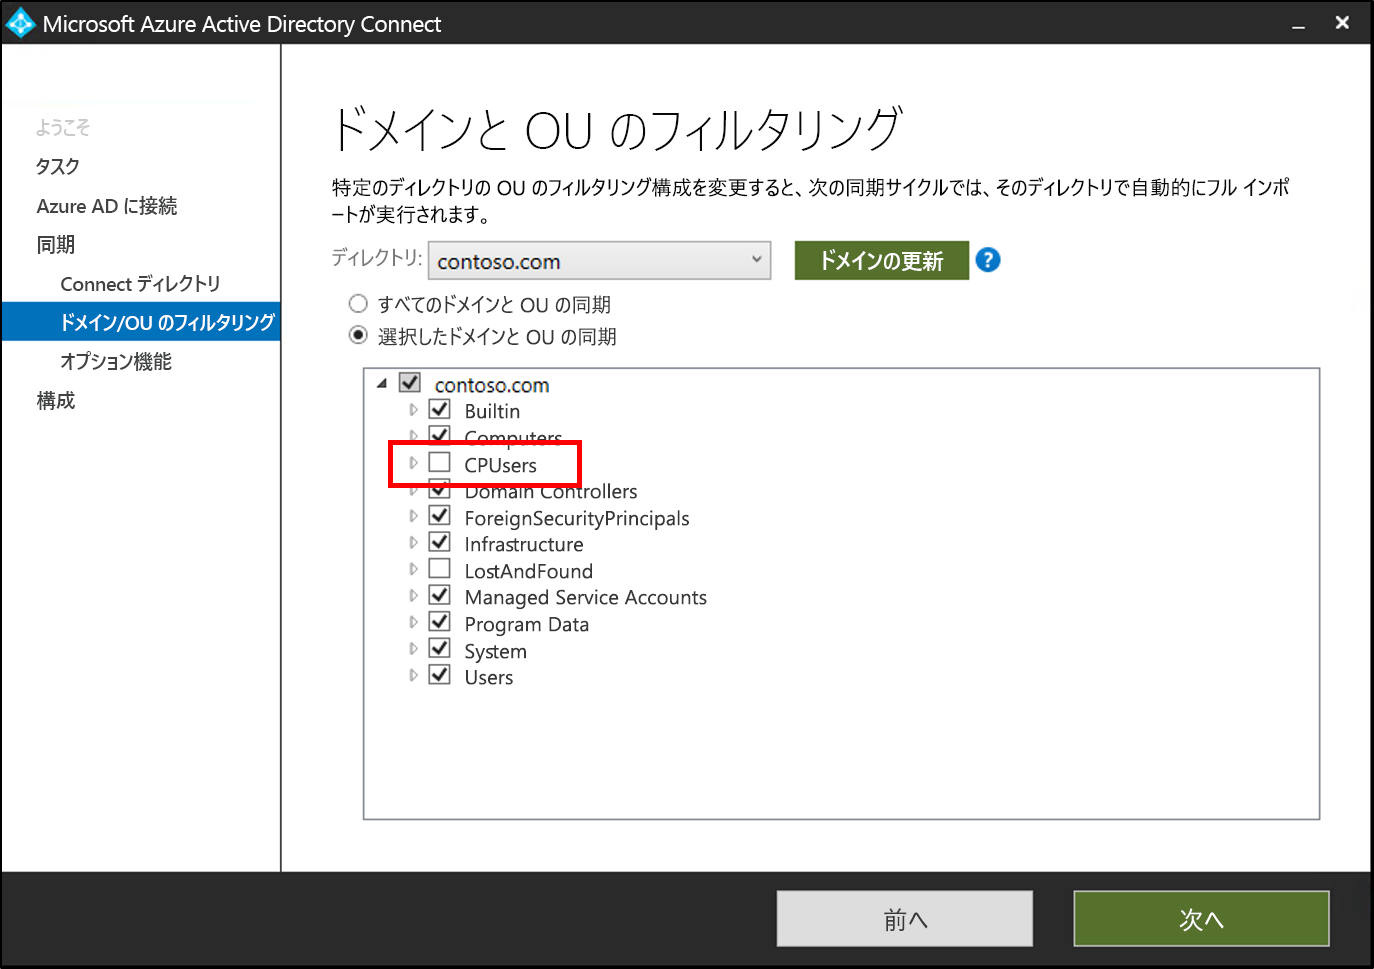 Microsoft Azure Active Directory Connect
ようこそ
タスク
Azure AD に接続
同期
Connect ディレクトリ
ドメイン/OU のフィルタリング
オプション機能
構成
ドメインと OU のフィルタリング
特定のディレクトリの OU のフィルタリング構成を変更すると、次の同期サイクルでは、そのディレクトリで自動的にフル インポ
ートが実行されます。
ディレクトリ: contoso.com ドメインの更新 ?
すべてのドメインと OU の同期
選択したドメインと OU の同期
contoso.com
Builtin
Computers
CPUsers
Domain Controllers
ForeignSecurityPrincipals
Infrastructure
LostAndFound
Managed Service Accounts
Program Data
System
Users
前へ 次へ